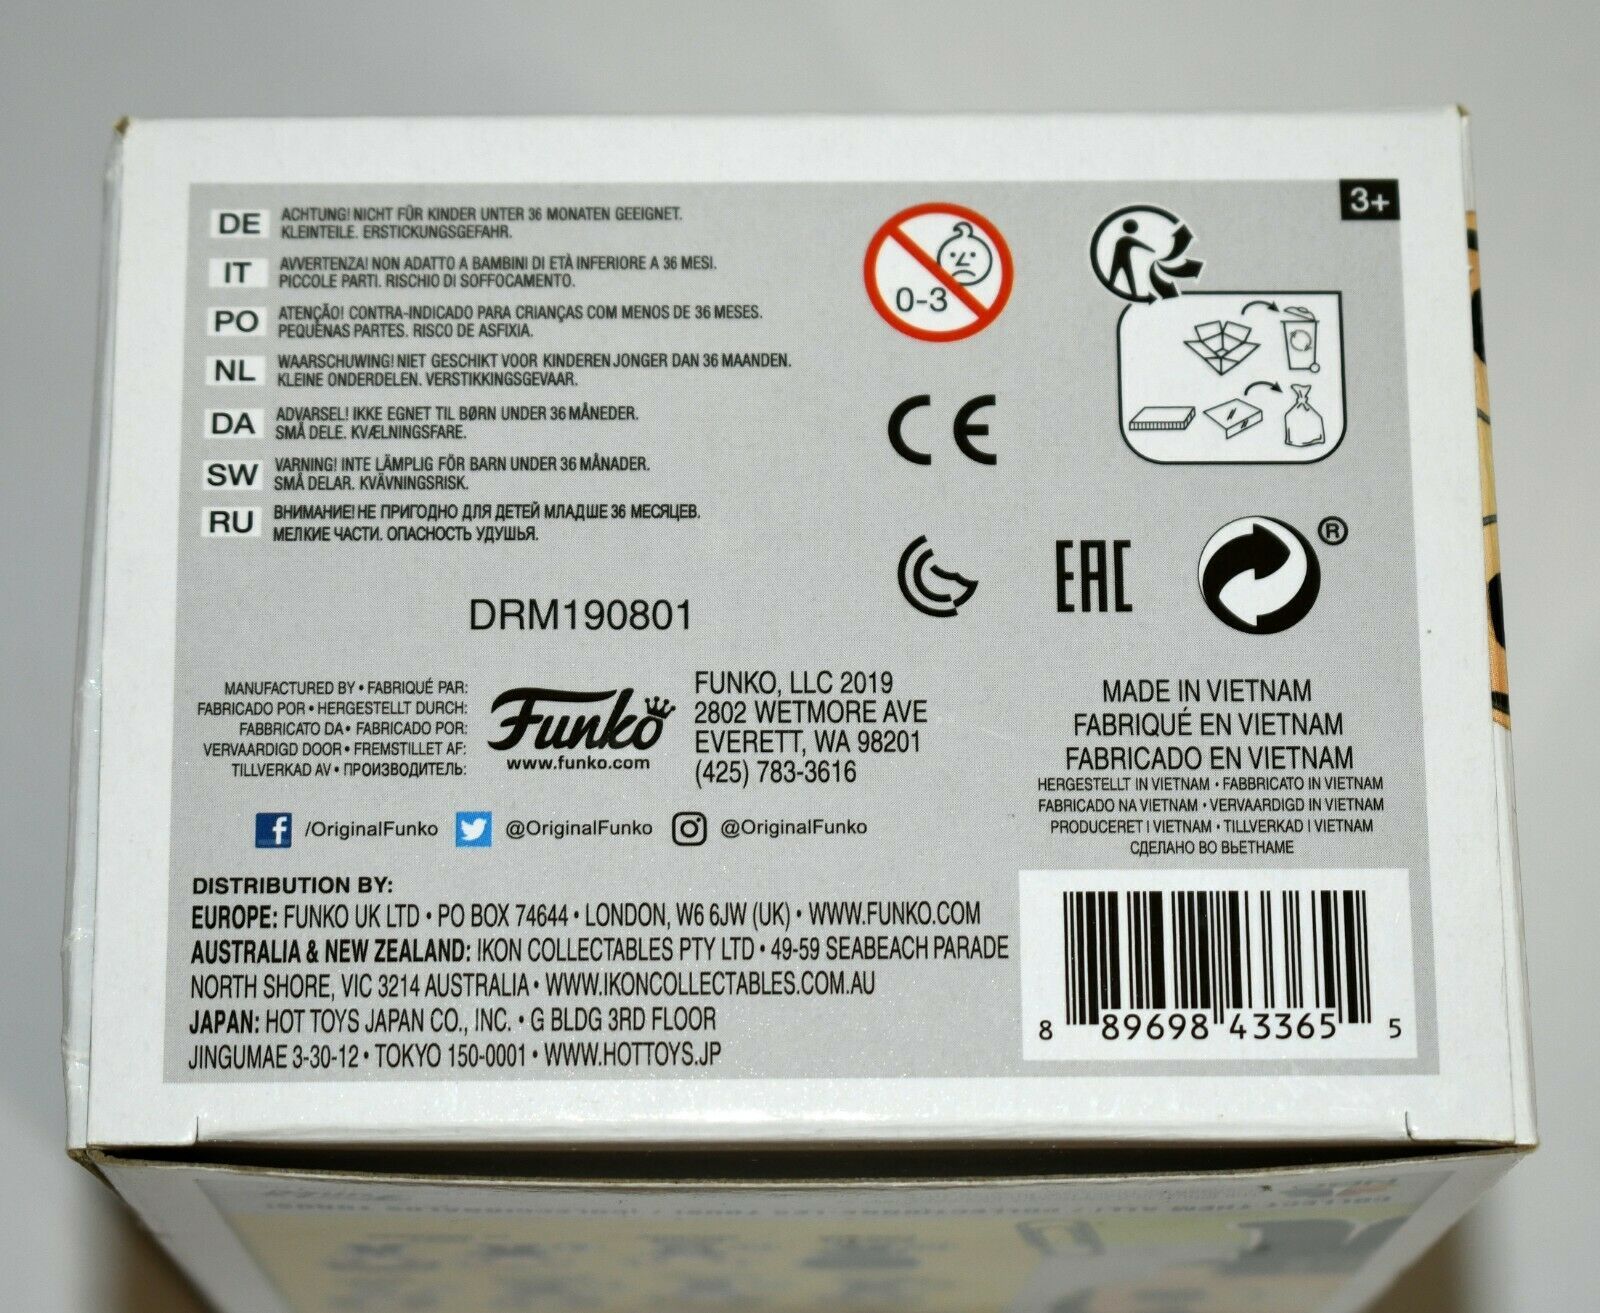 3+
DE ACHTUNG! NICHT FÜR KINDER UNTER 36 MONATEN GEEIGNET.
KLEINTEILE. ERSTICKUNGSGEFAHR.
IT AVVERTENZA! NON ADATTO A BAMBINI DI ETÀ INFERIORE A 36 MESI.
PICCOLE PARTI. RISCHIO DI SOFFOCAMENTO.
PO ATENÇÃO! CONTRA-INDICADO PARA CRIANÇAS COM MENOS DE 36 MESES.
PEQUENAS PARTES. RISCO DE ASFIXIA.
NL WAARSCHUWING! NIET GESCHIKT VOOR KINDEREN JONGER DAN 36 MAANDEN.
KLEINE ONDERDELEN. VERSTIKKINGSGEVAAR.
DA ADVARSEL! IKKE EGNET TIL BØRN UNDER 36 MÅNEDER.
SMÅ DELE. KVÆLNINGSFARE.
SW VARNING! INTE LÄMPLIG FÖR BARN UNDER 36 MÅNADER.
SMÅ DELAR. KVÄVNINGSRISK.
RU ВНИМАНИЕ! НЕ ПРИГОДНО ДЛЯ ДЕТЕЙ МЛАДШЕ 36 МЕСЯЦЕВ.
МЕЛКИЕ ЧАСТИ. ОПАСНОСТЬ УДУШЬЯ.
0-3
CE
EAC
®
DRM190801
MANUFACTURED BY • FABRIQUÉ PAR:
FABRICADO POR • HERGESTELLT DURCH:
FABBRICATO DA • FABRICADO POR:
VERVAARDIGD DOOR • FREMSTILLET AF:
TILLVERKAD AV • ПРОИЗВОДИТЕЛЬ:
Funko
www.funko.com
FUNKO, LLC 2019
2802 WETMORE AVE
EVERETT, WA 98201
(425) 783-3616
MADE IN VIETNAM
FABRIQUÉ EN VIETNAM
FABRICADO EN VIETNAM
HERGESTELLT IN VIETNAM • FABBRICATO IN VIETNAM
FABRICADO NA VIETNAM • VERVAARDIGD IN VIETNAM
PRODUCERET I VIETNAM • TILLVERKAD I VIETNAM
СДЕЛАНО ВО ВЬЕТНАМЕ
/OriginalFunko @OriginalFunko @OriginalFunko
DISTRIBUTION BY:
EUROPE: FUNKO UK LTD • PO BOX 74644 • LONDON, W6 6JW (UK) • WWW.FUNKO.COM
AUSTRALIA & NEW ZEALAND: IKON COLLECTABLES PTY LTD • 49-59 SEABEACH PARADE
NORTH SHORE, VIC 3214 AUSTRALIA • WWW.IKONCOLLECTABLES.COM.AU
JAPAN: HOT TOYS JAPAN CO., INC. • G BLDG 3RD FLOOR
JINGUMAE 3-30-12 • TOKYO 150-0001 • WWW.HOTTOYS.JP
8 89698 43365 5